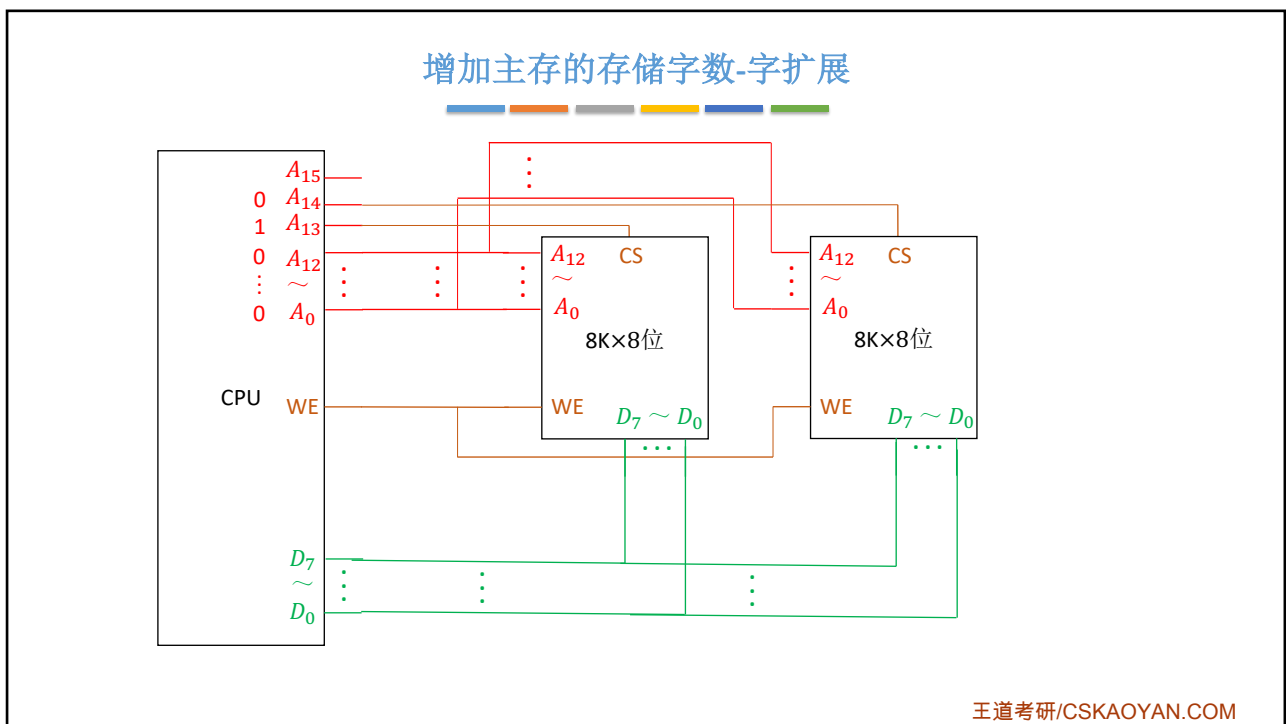 增加主存的存储字数-字扩展
A₁₅
0 A₁₄
1 A₁₃
0 A₁₂
⋮ ～
0 A₀
CPU
WE
D₇
～
D₀
CS
A₁₂
～
A₀
8K×8位
WE
D₇ ～ D₀
CS
A₁₂
～
A₀
8K×8位
WE
D₇ ～ D₀
王道考研/CSKAOYAN.COM